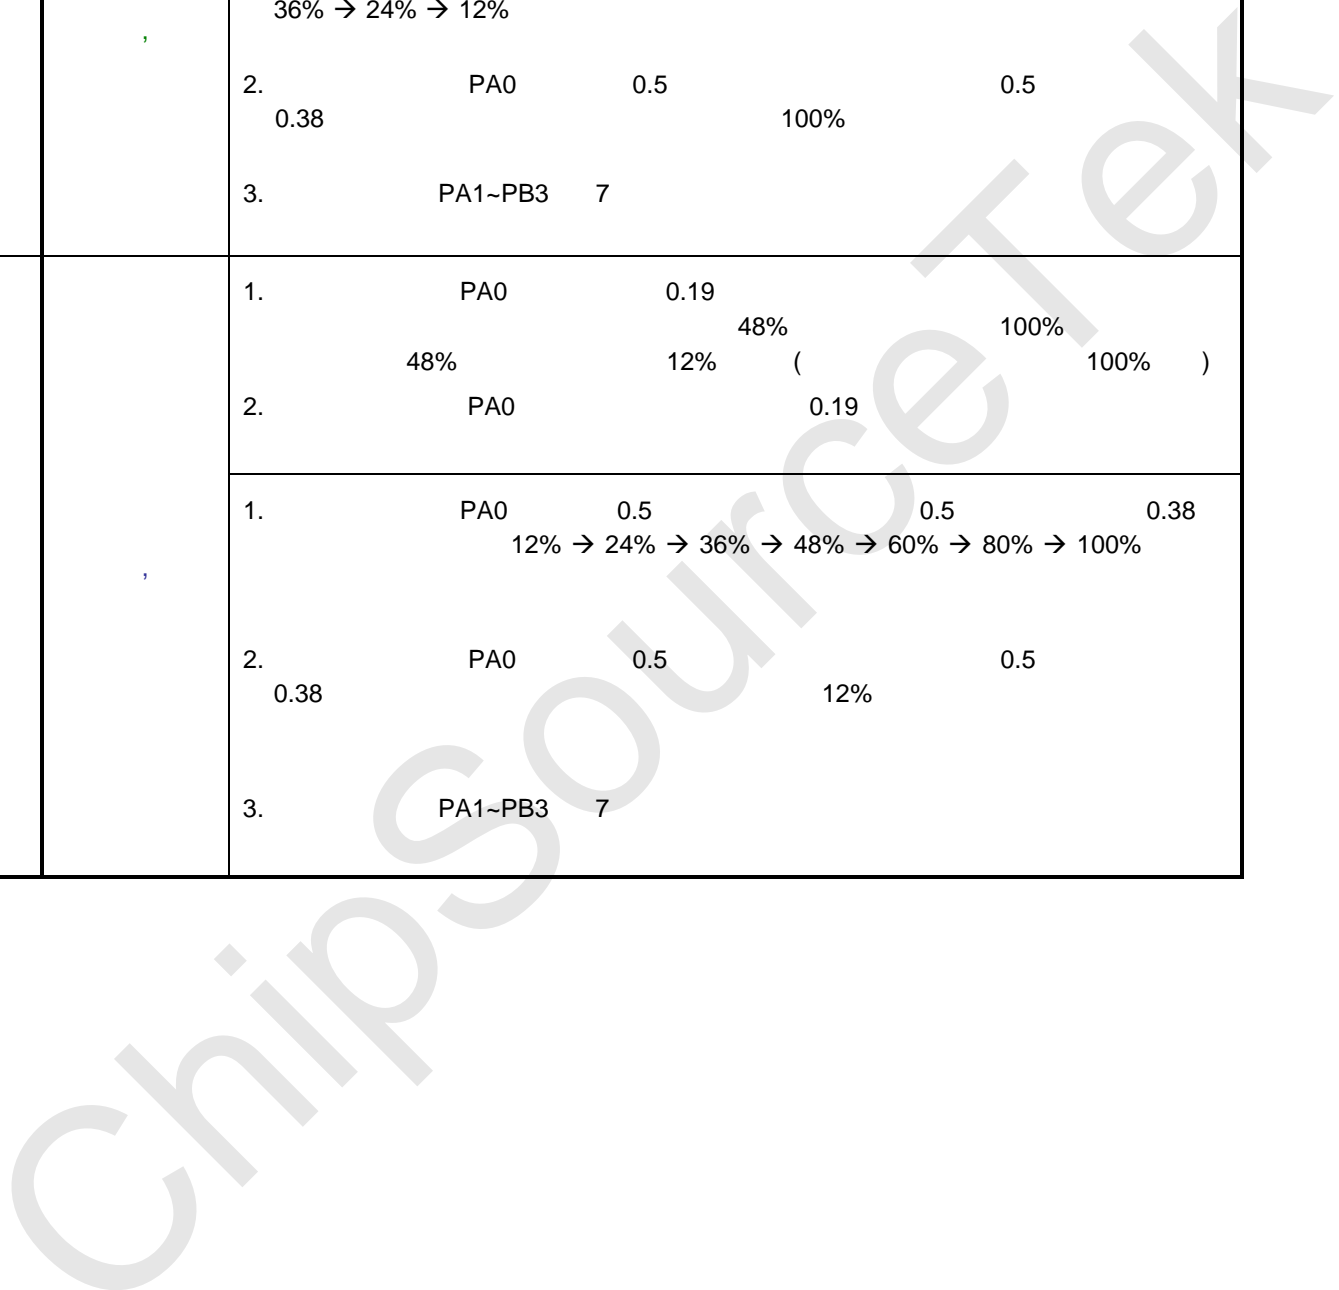 36% → 24% → 12%
,
2. PA0 0.5 0.5
0.38 100%
3. PA1~PB3 7
1. PA0 0.19
48% 100%
48% 12% ( 100% )
2. PA0 0.19
1. PA0 0.5 0.5 0.38
12% → 24% → 36% → 48% → 60% → 80% → 100%
,
2. PA0 0.5 0.5
0.38 12%
3. PA1~PB3 7
ChipSourceTek